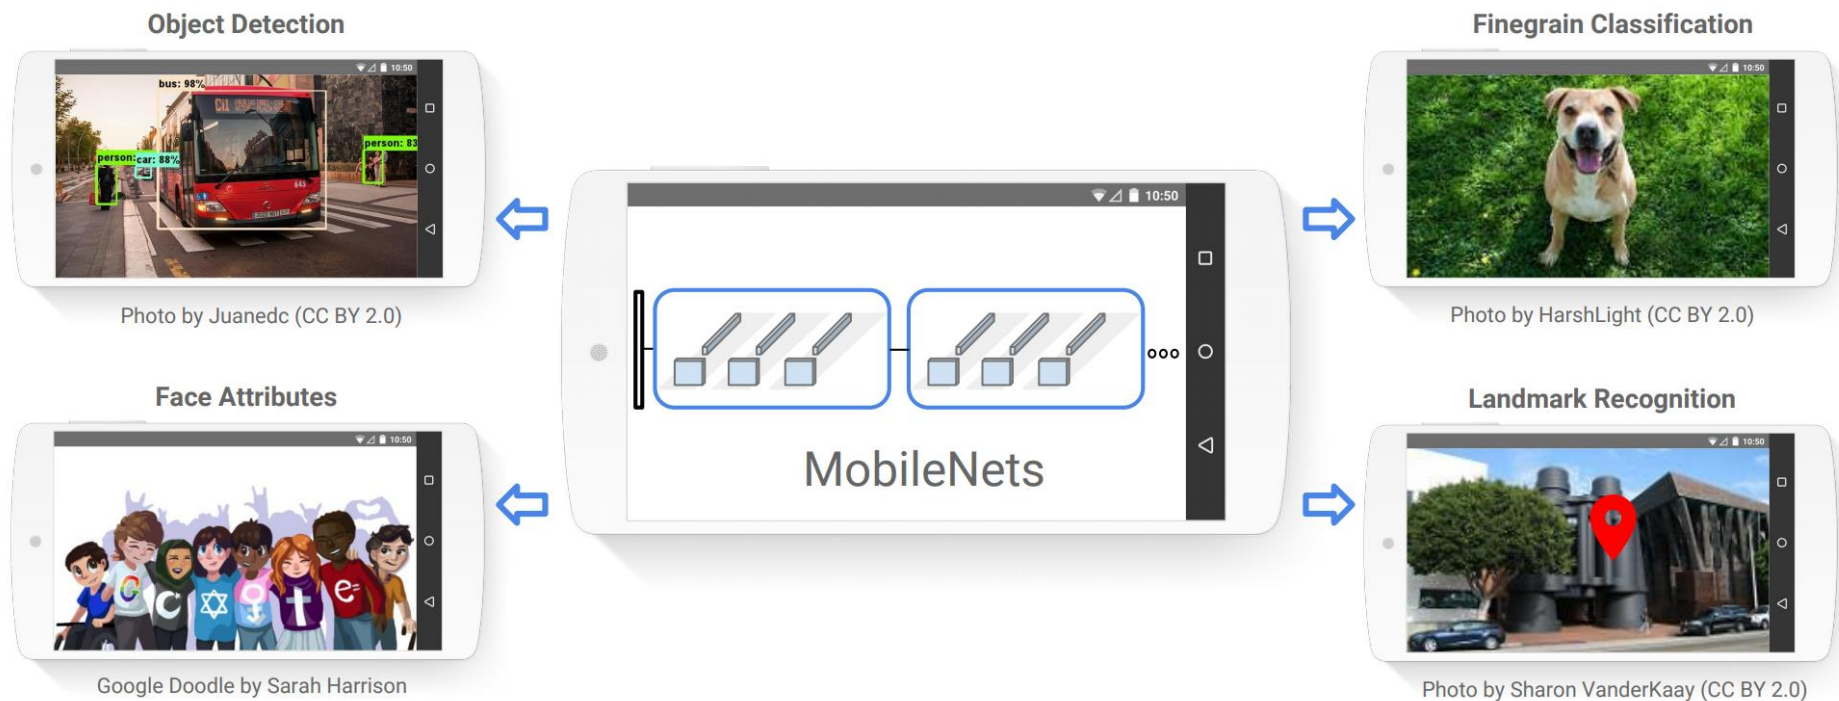 Object Detection
10:50
bus: 98%
Ci1
person:
car: 88%
person: 83
645
Photo by Juanedc (CC BY 2.0)
Face Attributes
10:50
G
e=
Google Doodle by Sarah Harrison
10:50
MobileNets
Finegrain Classification
10:50
Photo by HarshLight (CC BY 2.0)
Landmark Recognition
10:50
Photo by Sharon VanderKaay (CC BY 2.0)